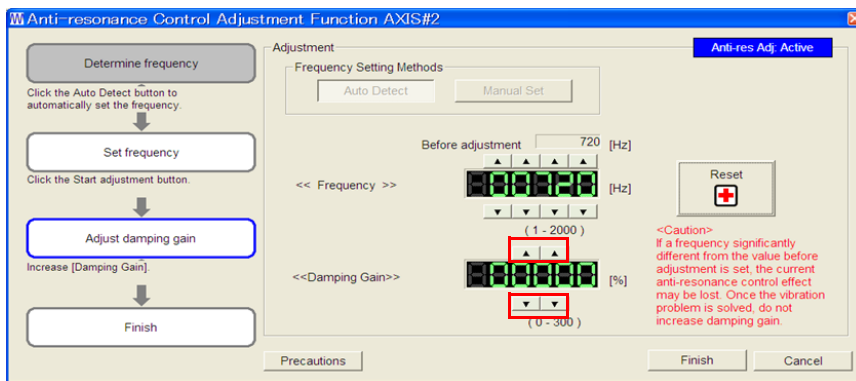 Anti-resonance Control Adjustment Function AXIS#2
Determine frequency
Click the Auto Detect button to
automatically set the frequency.
Set frequency
Click the Start adjustment button.
Adjust damping gain
Increase [Damping Gain].
Finish
Adjustment
Anti-res Adj: Active
Frequency Setting Methods
Auto Detect
Manual Set
Before adjustment 720 [Hz]
<< Frequency >> 00720 [Hz]
( 1 - 2000 )
<<Damping Gain>> 00000 [%]
( 0 - 300 )
Reset
<Caution>
If a frequency significantly
different from the value before
adjustment is set, the current
anti-resonance control effect
may be lost. Once the vibration
problem is solved, do not
increase damping gain.
Precautions
Finish
Cancel